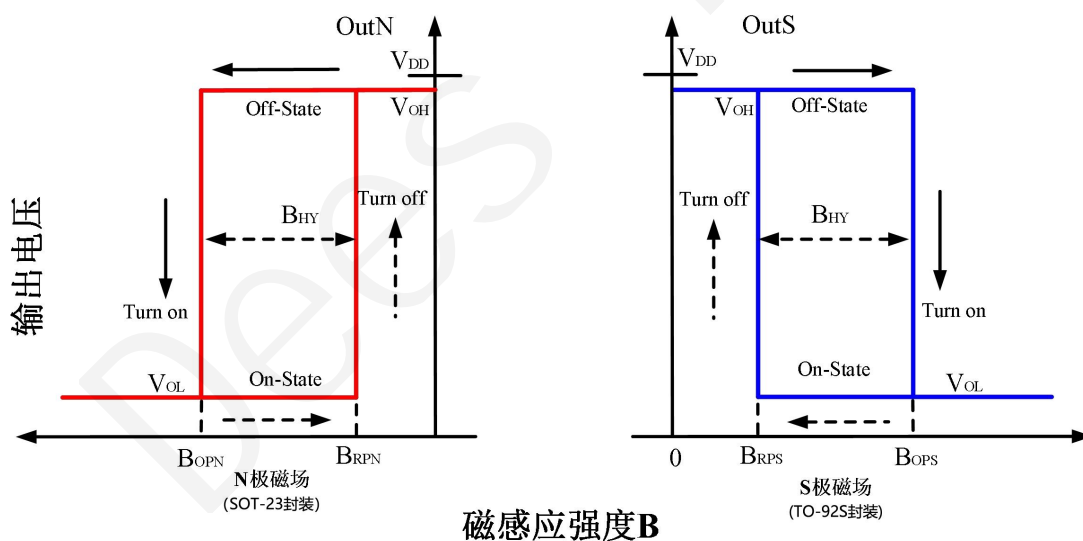 OutN
VDD
VOH
Off-State
Turn off
BHY
Turn on
On-State
VOL
BOPN
BRPN
N极磁场
(SOT-23封装)
OutS
VDD
VOH
Off-State
Turn off
BHY
Turn on
On-State
VOL
0
BRPS
BOPS
S极磁场
(TO-92S封装)
输出电压
磁感应强度B
Dees